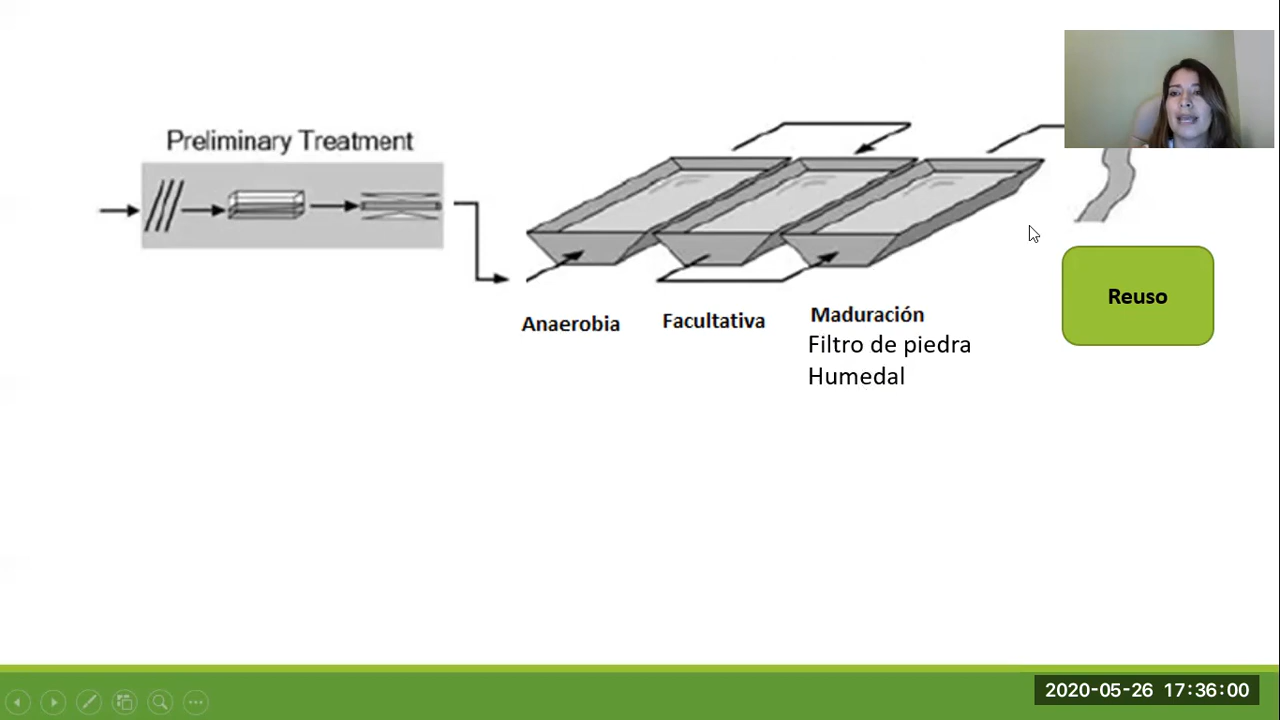 Preliminary Treatment
Anaerobia
Facultativa
Maduración
Filtro de piedra
Humedal
Reuso
2020-05-26 17:36:00